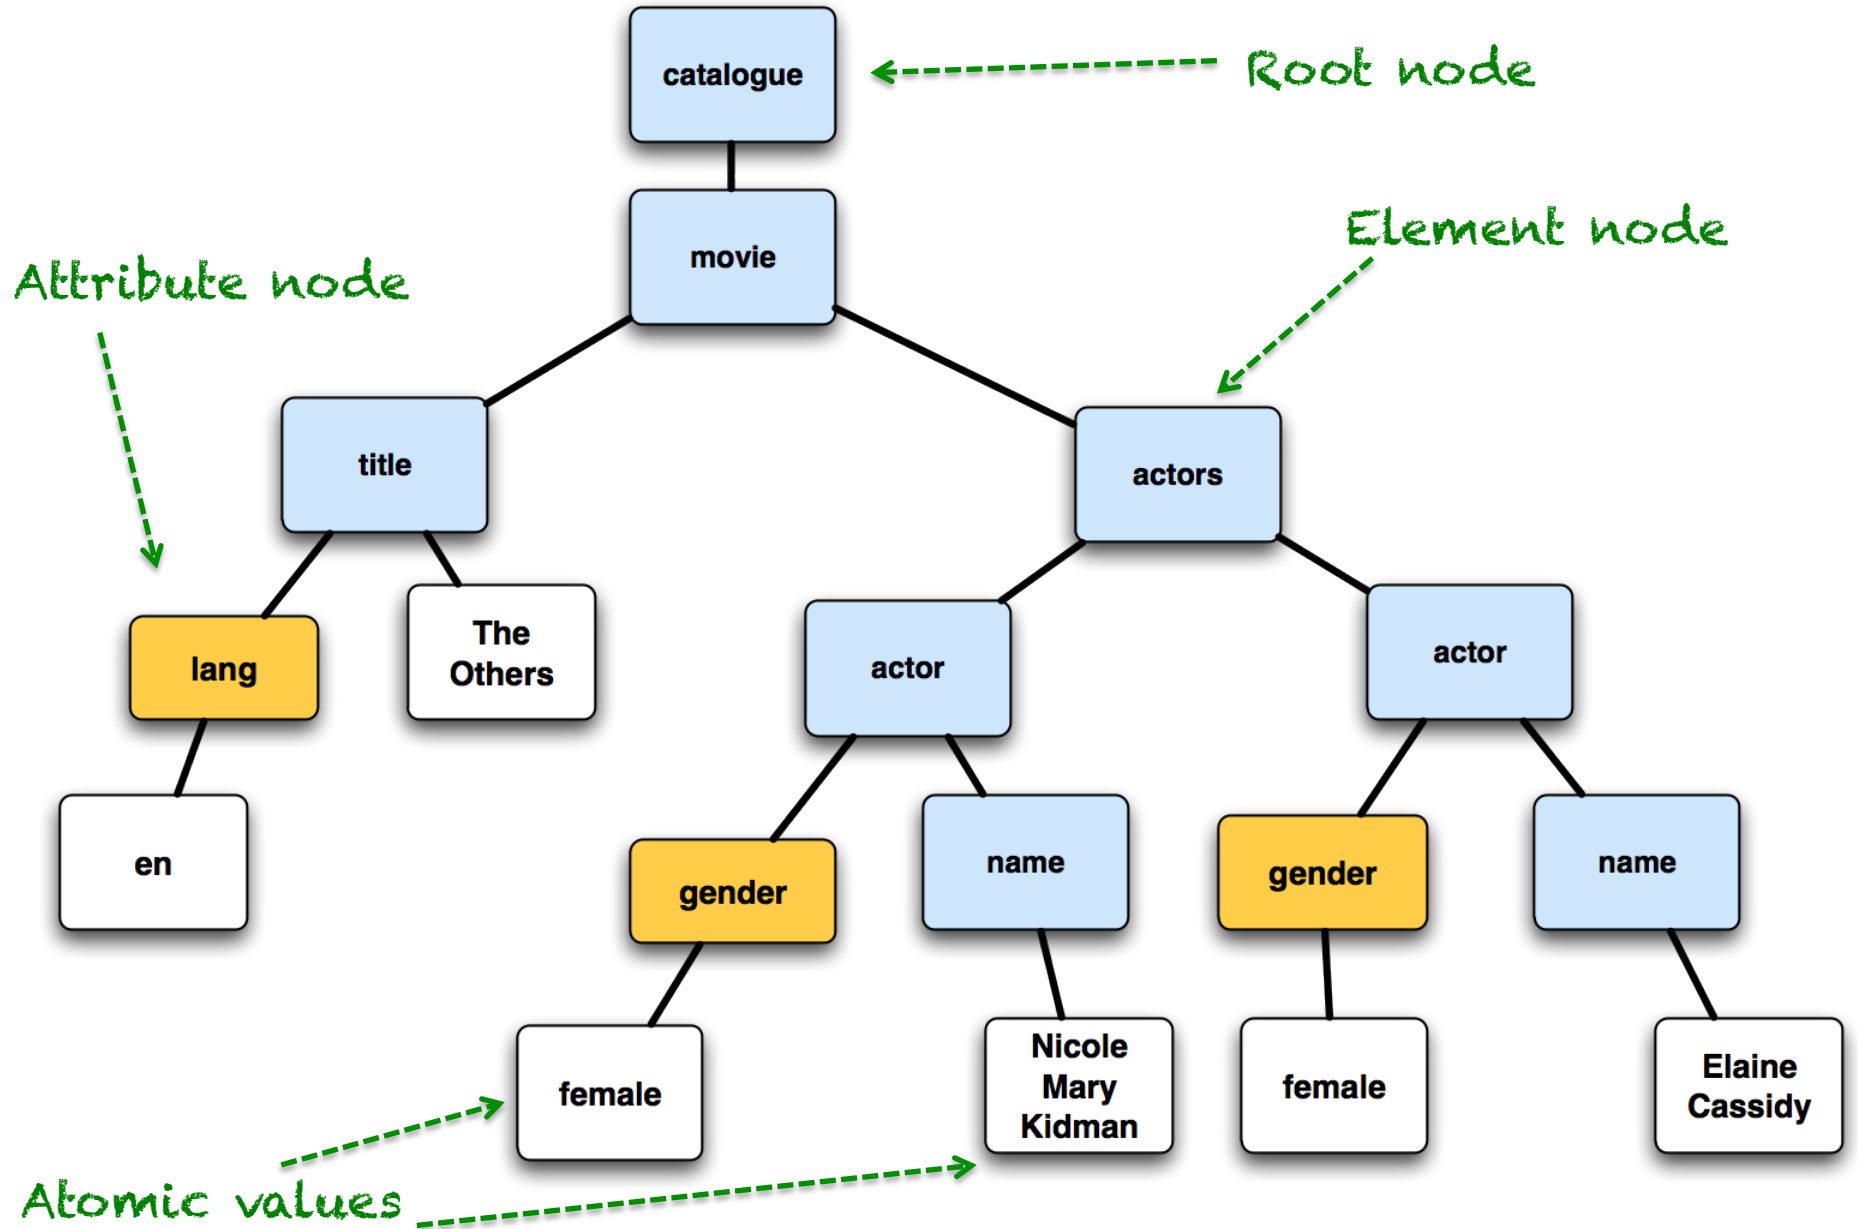 catalogue
Root node
movie
Element node
Attribute node
title
actors
lang
The
Others
actor
actor
en
gender
name
gender
name
female
Nicole
Mary
Kidman
female
Elaine
Cassidy
Atomic values